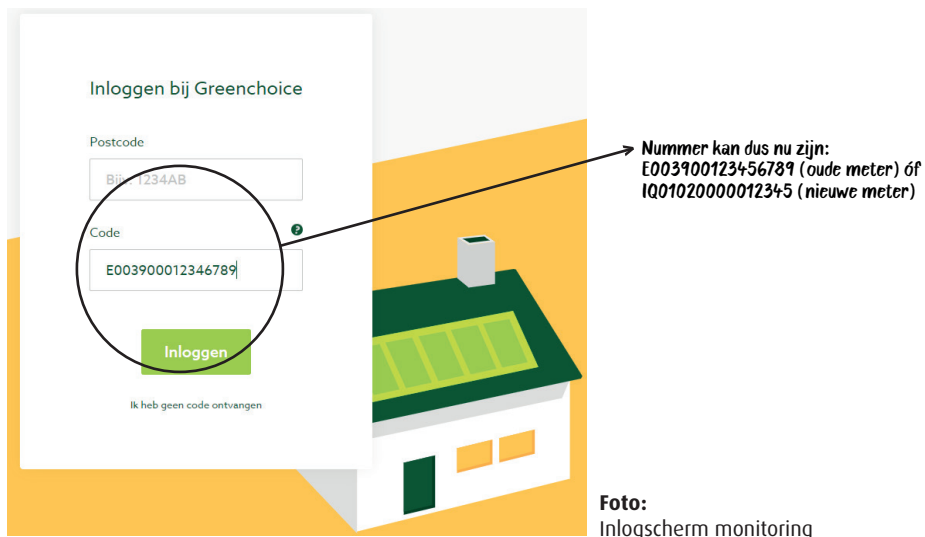 Inloggen bij Greenchoice
Postcode
Bijv. 1234AB
Code ?
E003900012346789
Inloggen
Ik heb geen code ontvangen
Nummer kan dus nu zijn:
E003900123456789 (oude meter) óf
IQ01020000012345 (nieuwe meter)
Foto:
Inlogscherm monitoring